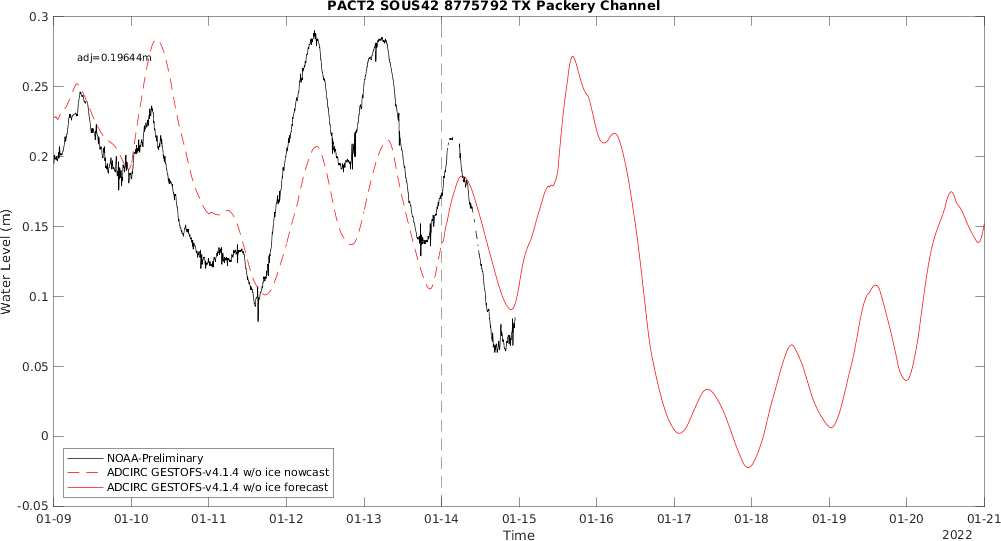 PACT2 SOUS42 8775792 TX Packery Channel
0.3
0.25
0.2
0.15
0.1
0.05
0
-0.05
Water Level (m)
adj=0.19644m
NOAA-Preliminary
ADCIRC GESTOFS-v4.1.4 w/o ice nowcast
ADCIRC GESTOFS-v4.1.4 w/o ice forecast
01-09 01-10 01-11 01-12 01-13 01-14 01-15 01-16 01-17 01-18 01-19 01-20 01-21
Time
2022